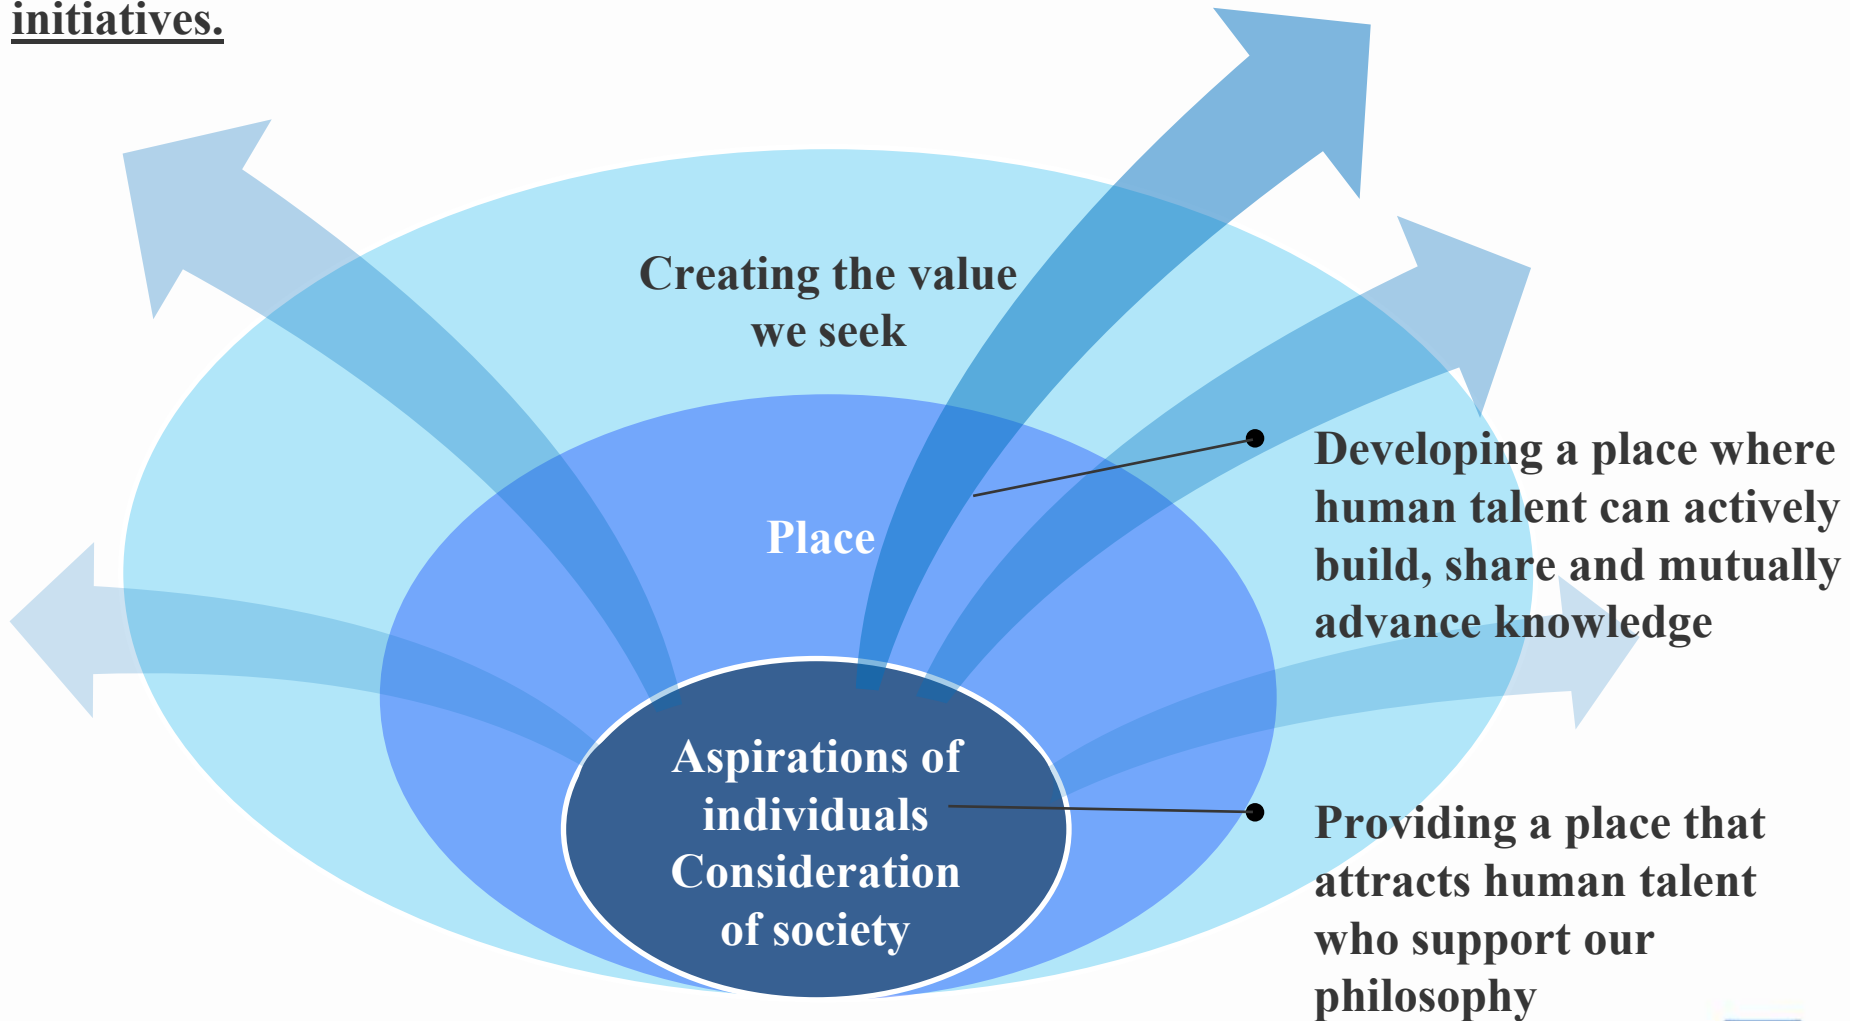 initiatives.
Creating the value
we seek
Place
Developing a place where
human talent can actively
build, share and mutually
advance knowledge
Aspirations of
individuals
Consideration
of society
Providing a place that
attracts human talent
who support our
philosophy